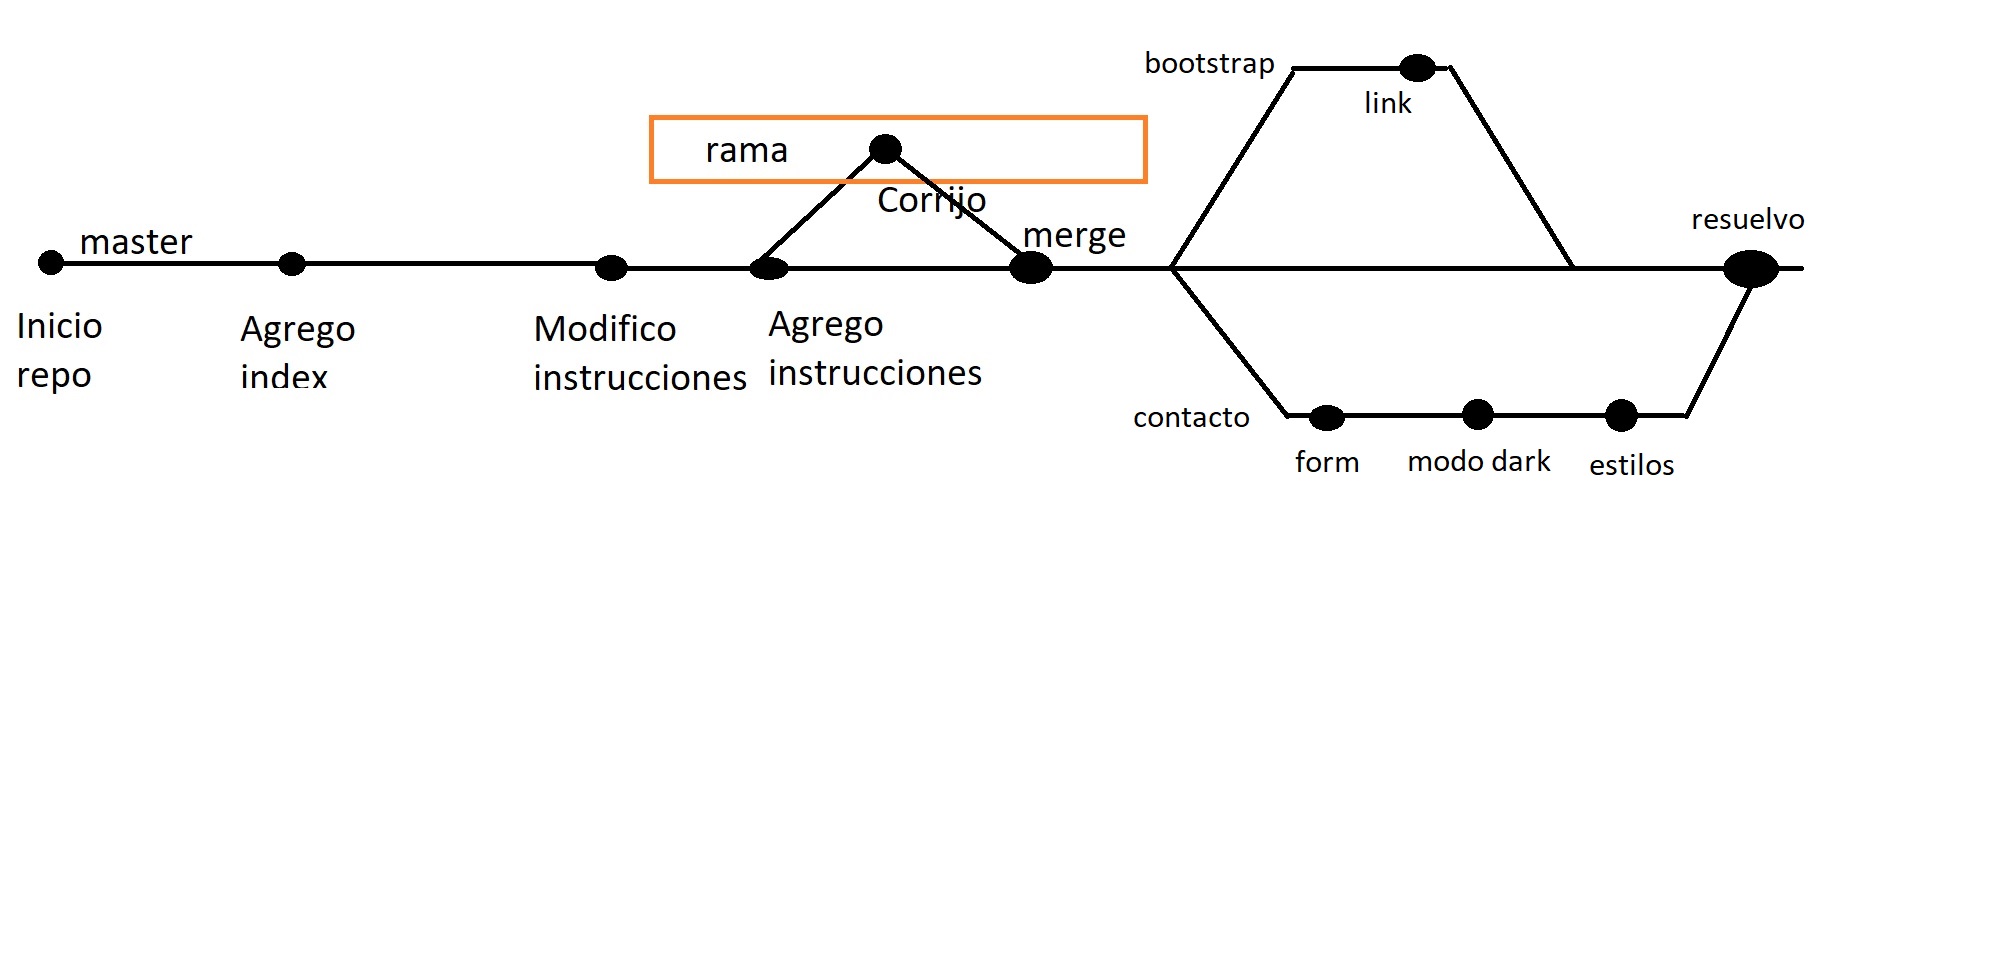 bootstrap
link
rama
Corrijo
merge
master
resuelvo
Inicio
repo
Agrego
index
Modifico
instrucciones
Agrego
instrucciones
contacto
form
modo dark
estilos